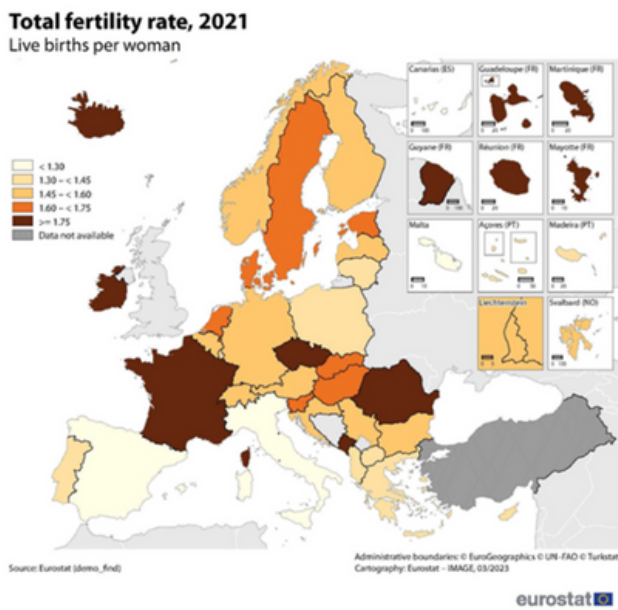 Total fertility rate, 2021
Live births per woman
Canarias (ES)
Guadeloupe (FR)
Martinique (FR)
Guyane (FR)
Réunion (FR)
Mayotte (FR)
Malta
Açores (PT)
Madeira (PT)
Liechtenstein
Svalbard (NO)
< 1.30
1.30 – < 1.45
1.45 – < 1.60
1.60 – < 1.75
>= 1.75
Data not available
Administrative boundaries: © EuroGeographics © UN–FAO © Turkstat
Source: Eurostat (demo_find)
Cartography: Eurostat – IMAGE, 03/2023
eurostat